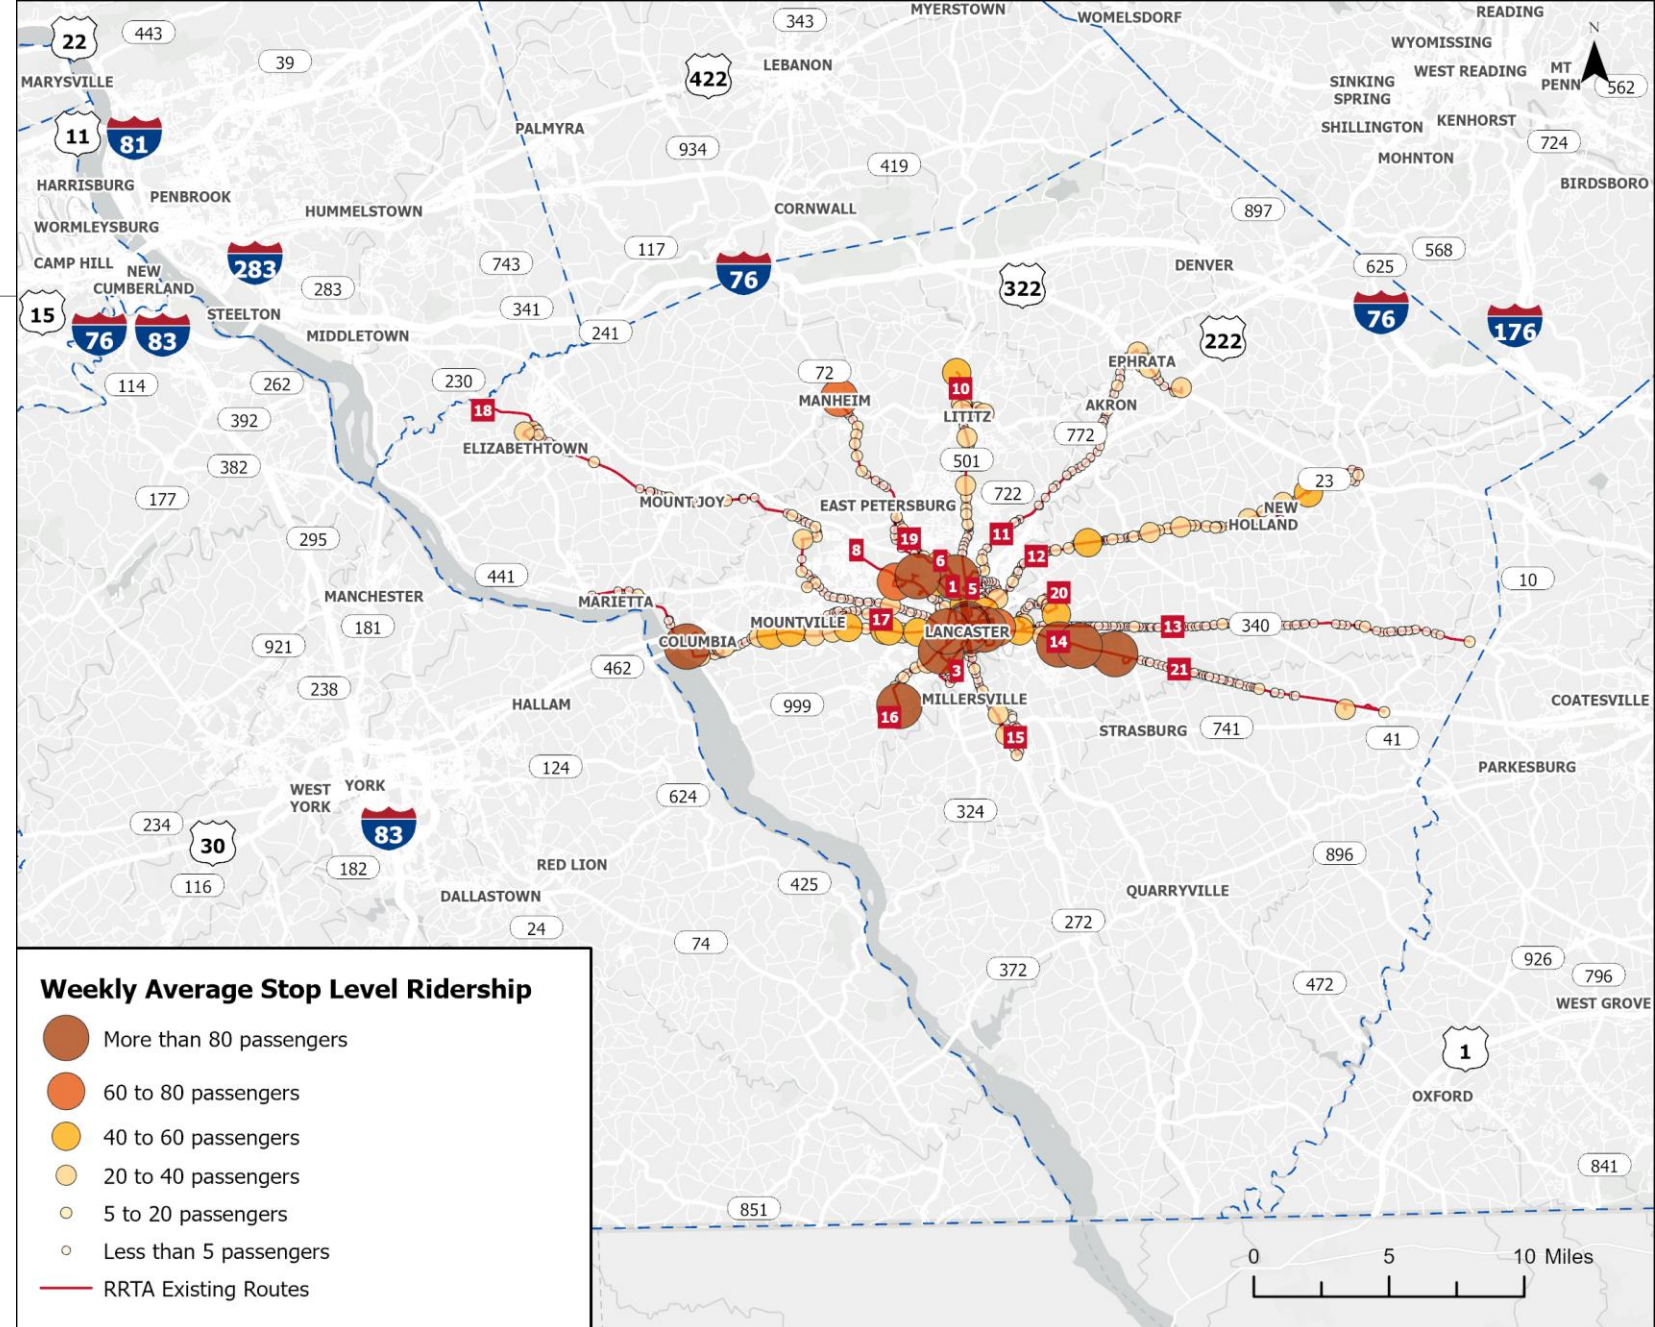 MYERSTOWN
READING
343
WOMELSDORF
22
443
N
WYOMISSING
39
LEBANON
422
WEST READING
MT
PENN
MARYSVILLE
SINKING
SPRING
562
11
81
PALMYRA
SHILLINGTON
KENHORST
934
724
419
MOHNTON
HARRISBURG
PENBROOK
BIRDSBORO
HUMMELSTOWN
CORNWALL
897
WORMLEYSBURG
117
568
CAMP HILL
283
743
76
DENVER
625
NEW
CUMBERLAND
283
322
15
341
76
STEELTON
176
76
83
MIDDLETOWN
241
222
EPHRATA
114
262
230
72
10
MANHEIM
AKRON
392
18
LITITZ
772
ELIZABETHTOWN
382
501
23
177
MOUNT JOY
722
EAST PETERSBURG
NEW
HOLLAND
295
19
11
8
6
12
441
1
5
10
MANCHESTER
MARIETTA
20
181
MOUNTVILLE
17
LANCASTER
13
340
921
COLUMBIA
14
462
3
21
238
MILLERSVILLE
HALLAM
999
16
COATESVILLE
STRASBURG
741
15
41
124
PARKESBURG
WEST
YORK
YORK
624
324
234
83
30
896
RED LION
182
116
425
DALLASTOWN
QUARRYVILLE
24
272
74
926
372
796
472
WEST GROVE
1
OXFORD
841
851
Weekly Average Stop Level Ridership
More than 80 passengers
60 to 80 passengers
40 to 60 passengers
20 to 40 passengers
5 to 20 passengers
Less than 5 passengers
RRTA Existing Routes
0 5 10 Miles